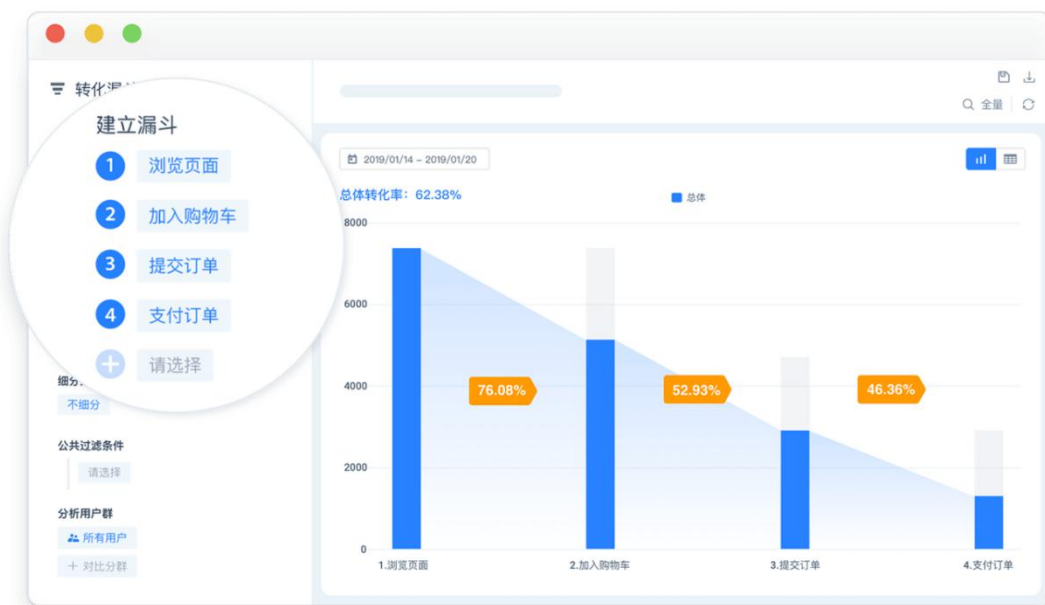 转化漏斗
建立漏斗
1 浏览页面
2 加入购物车
3 提交订单
4 支付订单
请选择
细分
不细分
公共过滤条件
请选择
分析用户群
所有用户
+ 对比分群
全量
2019/01/14 – 2019/01/20
总体转化率：62.38%
总体
8000
6000
4000
2000
0
76.08%
52.93%
46.36%
1.浏览页面
2.加入购物车
3.提交订单
4.支付订单